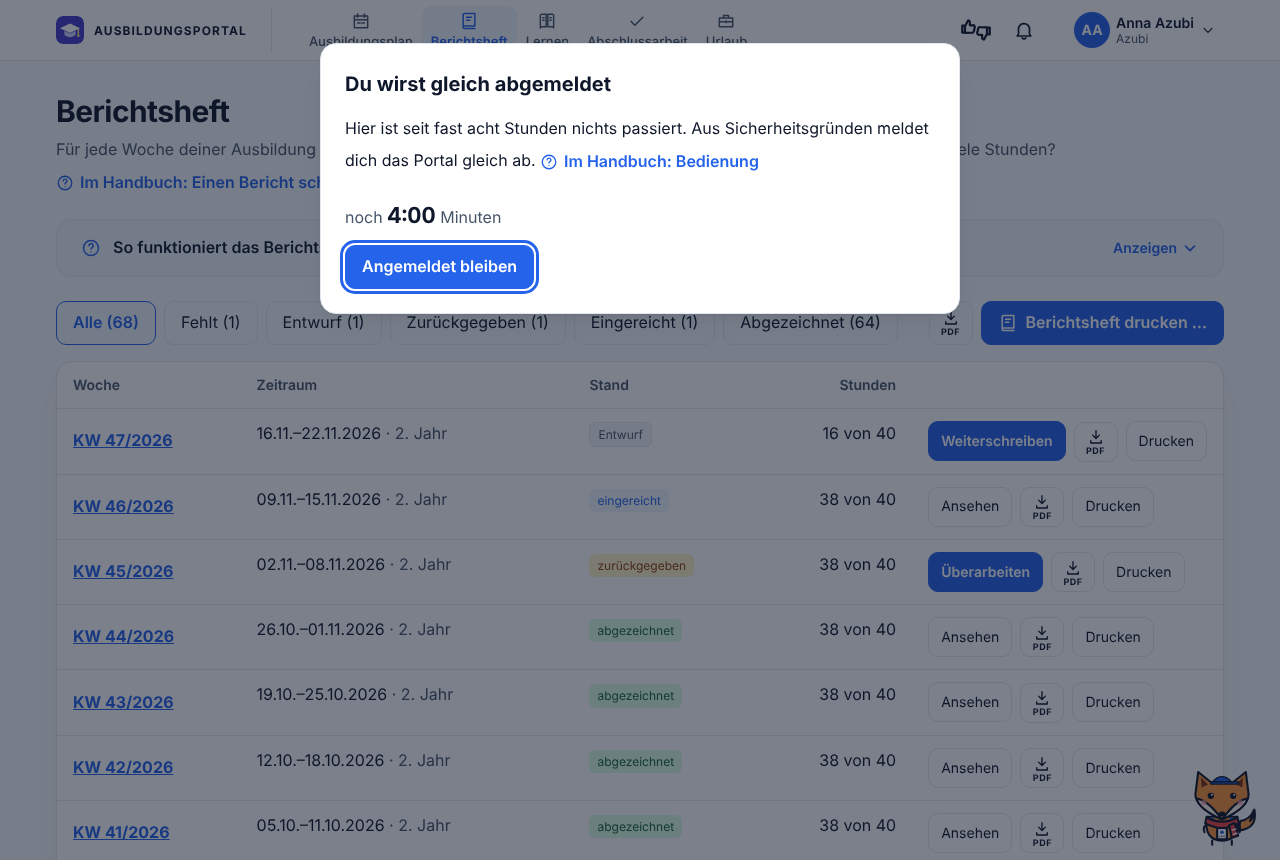 AUSBILDUNGSPORTAL
Ausbildungsplan
Berichtsheft
Lernen
Abschlussarbeit
Urlaub
AA
Anna Azubi
Azubi
Du wirst gleich abgemeldet
Hier ist seit fast acht Stunden nichts passiert. Aus Sicherheitsgründen meldet
dich das Portal gleich ab. Im Handbuch: Bedienung
noch 4:00 Minuten
Angemeldet bleiben
Berichtsheft
Für jede Woche deiner Ausbildung
Stunden?
Im Handbuch: Einen Bericht
So funktioniert das
Anzeigen
Alle (68)
Fehlt (1)
Entwurf (1)
Zurückgegeben (1)
Eingereicht (1)
Abgezeichnet (64)
PDF
Berichtsheft drucken ...
Woche Zeitraum Stand Stunden
KW 47/2026 16.11.–22.11.2026 · 2. Jahr Entwurf 16 von 40 Weiterschreiben PDF Drucken
KW 46/2026 09.11.–15.11.2026 · 2. Jahr eingereicht 38 von 40 Ansehen PDF Drucken
KW 45/2026 02.11.–08.11.2026 · 2. Jahr zurückgegeben 38 von 40 Überarbeiten PDF Drucken
KW 44/2026 26.10.–01.11.2026 · 2. Jahr abgezeichnet 38 von 40 Ansehen PDF Drucken
KW 43/2026 19.10.–25.10.2026 · 2. Jahr abgezeichnet 38 von 40 Ansehen PDF Drucken
KW 42/2026 12.10.–18.10.2026 · 2. Jahr abgezeichnet 38 von 40 Ansehen PDF Drucken
KW 41/2026 05.10.–11.10.2026 · 2. Jahr abgezeichnet 38 von 40 Ansehen PDF Drucken